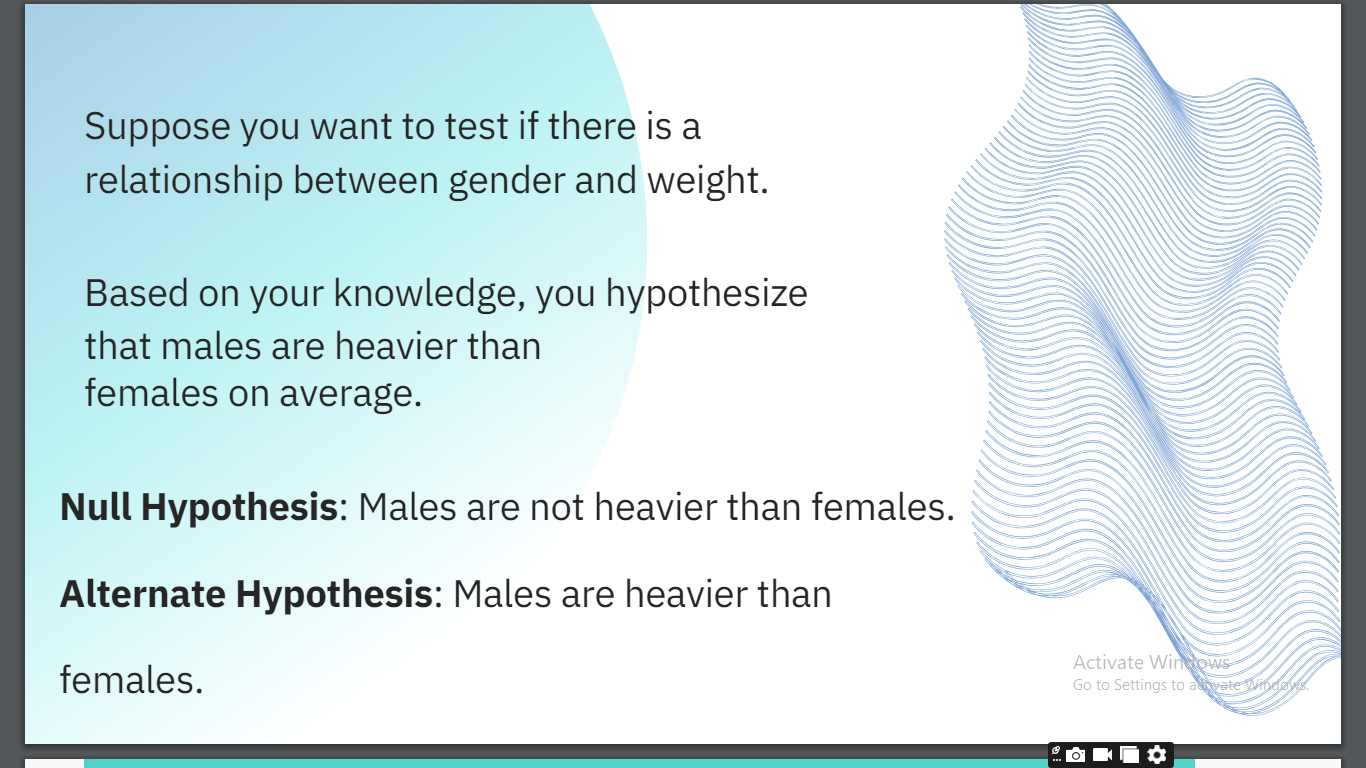 Suppose you want to test if there is a
relationship between gender and weight.
Based on your knowledge, you hypothesize
that males are heavier than
females on average.
Null Hypothesis: Males are not heavier than females.
Alternate Hypothesis: Males are heavier than
females.
Activate Windows
Go to Settings to activate Windows.